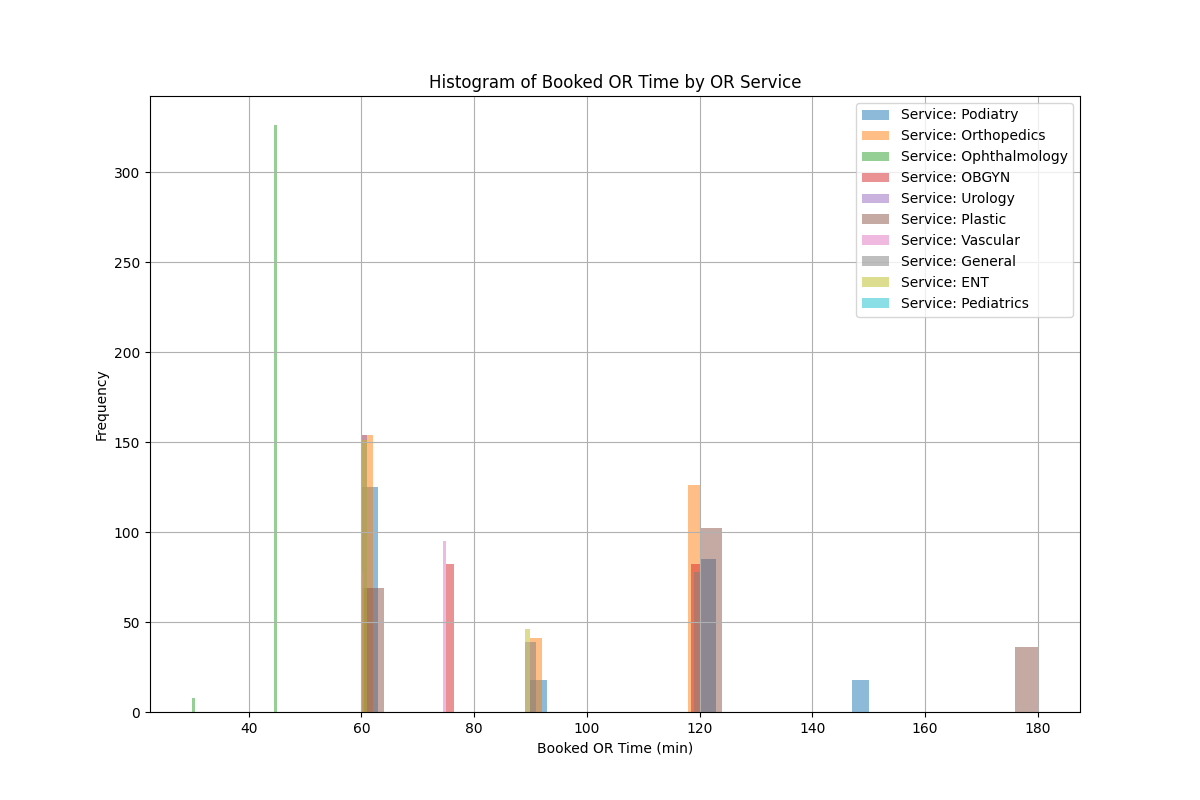 Histogram of Booked OR Time by OR Service
Service: Podiatry
Service: Orthopedics
Service: Ophthalmology
Service: OBGYN
Service: Urology
Service: Plastic
Service: Vascular
Service: General
Service: ENT
Service: Pediatrics
300
250
200
150
100
50
0
Frequency
40 60 80 100 120 140 160 180
Booked OR Time (min)